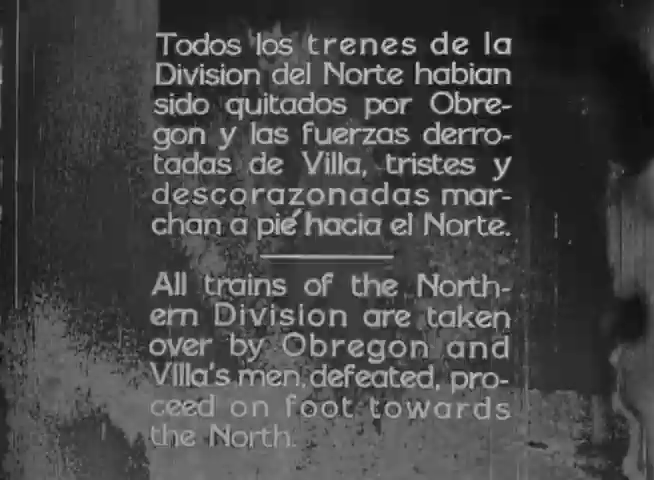 Todos los trenes de la
Division del Norte habian
sido quitados por Obre-
gon y las fuerzas derro-
tadas de Villa, tristes y
descorazonadas mar-
chan a pié hacia el Norte.
All trains of the North-
ern Division are taken
over by Obregon and
VIlla's men, defeated, pro-
ceed on foot towards
the North.